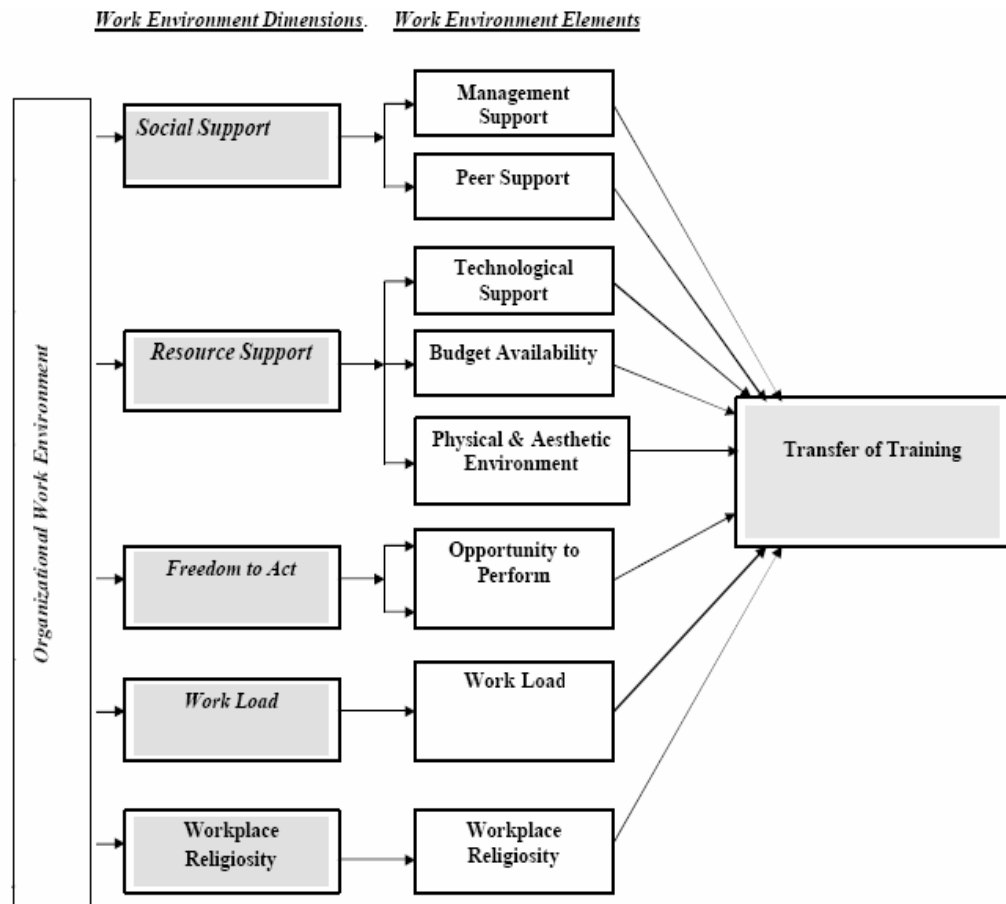 Work Environment Dimensions.
Work Environment Elements
Organizational Work Environment
Social Support
Management
Support
Peer Support
Resource Support
Technological
Support
Budget Availability
Physical & Aesthetic
Environment
Transfer of Training
Freedom to Act
Opportunity to
Perform
Work Load
Work Load
Workplace
Religiosity
Workplace
Religiosity